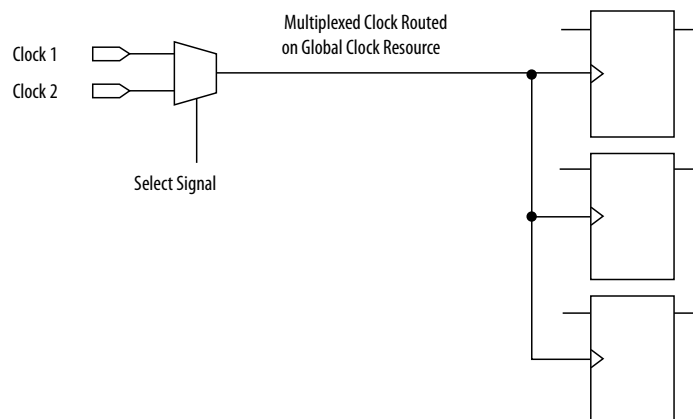 Multiplexed Clock Routed
on Global Clock Resource
Clock 1
Clock 2
Select Signal